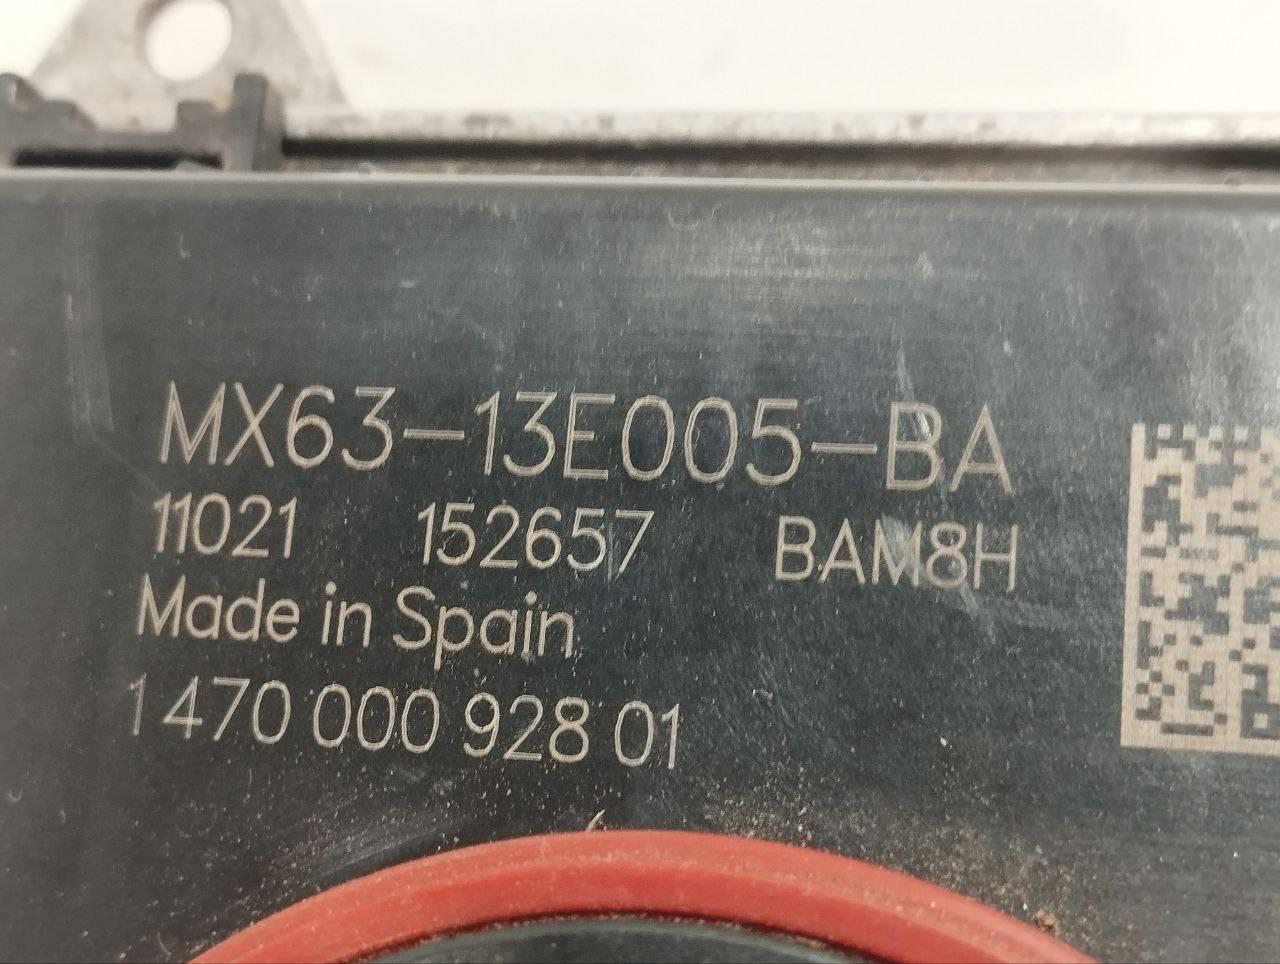 MX63-13E005-BA
11021 152657 BAM8H
Made in Spain
1 470 000 928 01